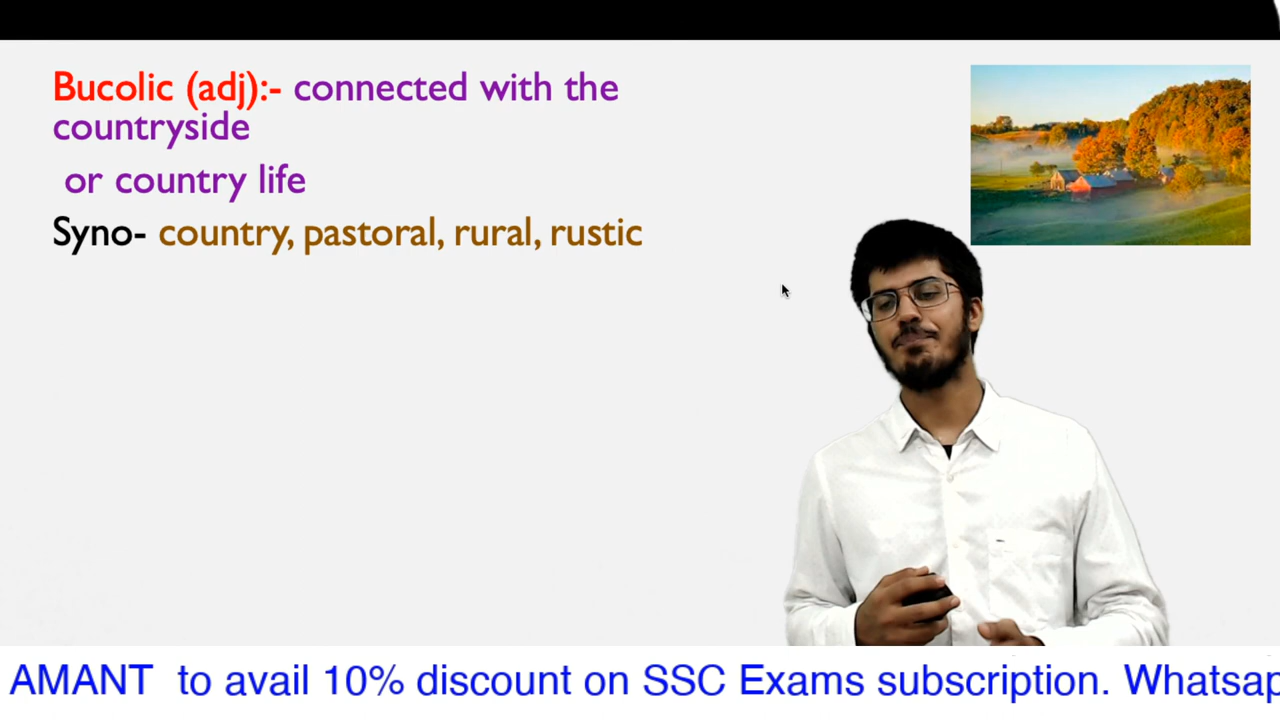 Bucolic (adj):- connected with the
countryside
or country life
Syno- country, pastoral, rural, rustic
AMANT to avail 10% discount on SSC Exams subscription. Whatsap